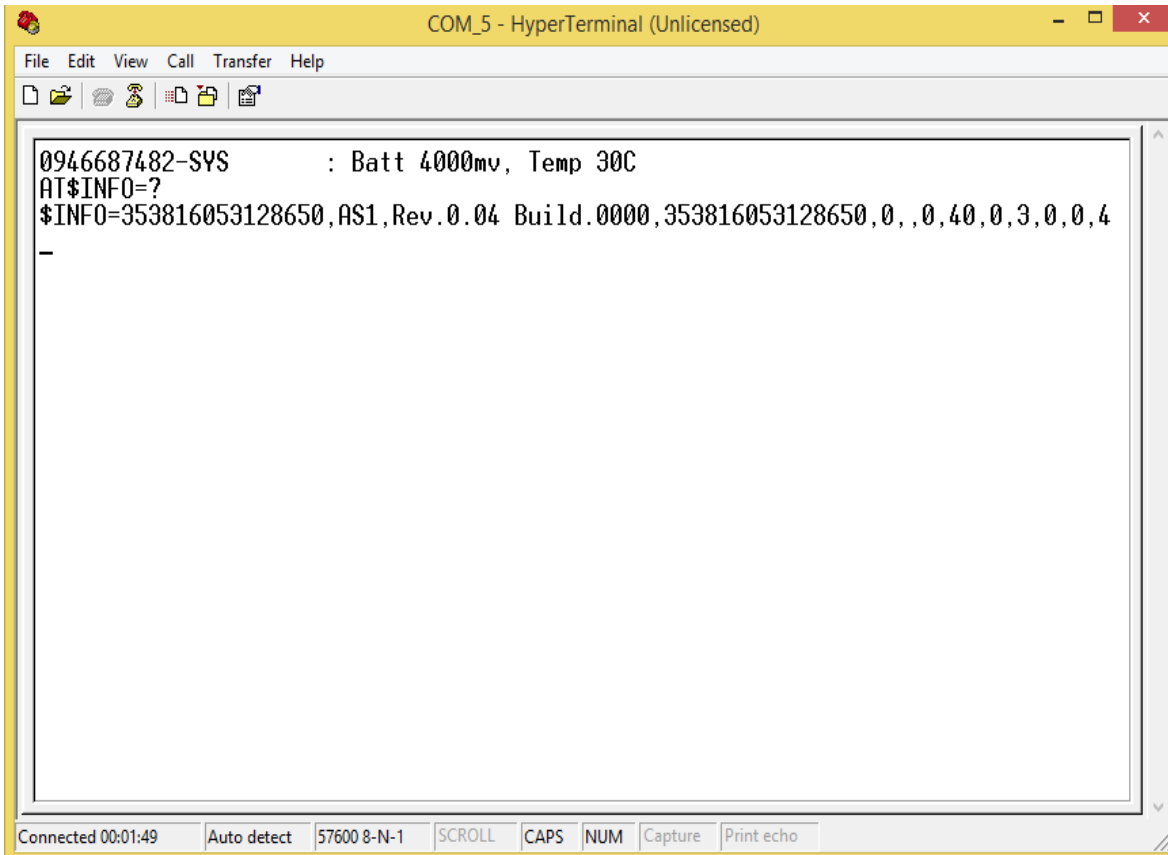 COM_5 - HyperTerminal (Unlicensed)
File Edit View Call Transfer Help
0946687482-SYS : Batt 4000mv, Temp 30C
AT$INFO=?
$INFO=353816053128650,AS1,Rev.0.04 Build.0000,353816053128650,0,,0,40,0,3,0,0,4
_
Connected 00:01:49 Auto detect 57600 8-N-1 SCROLL CAPS NUM Capture Print echo